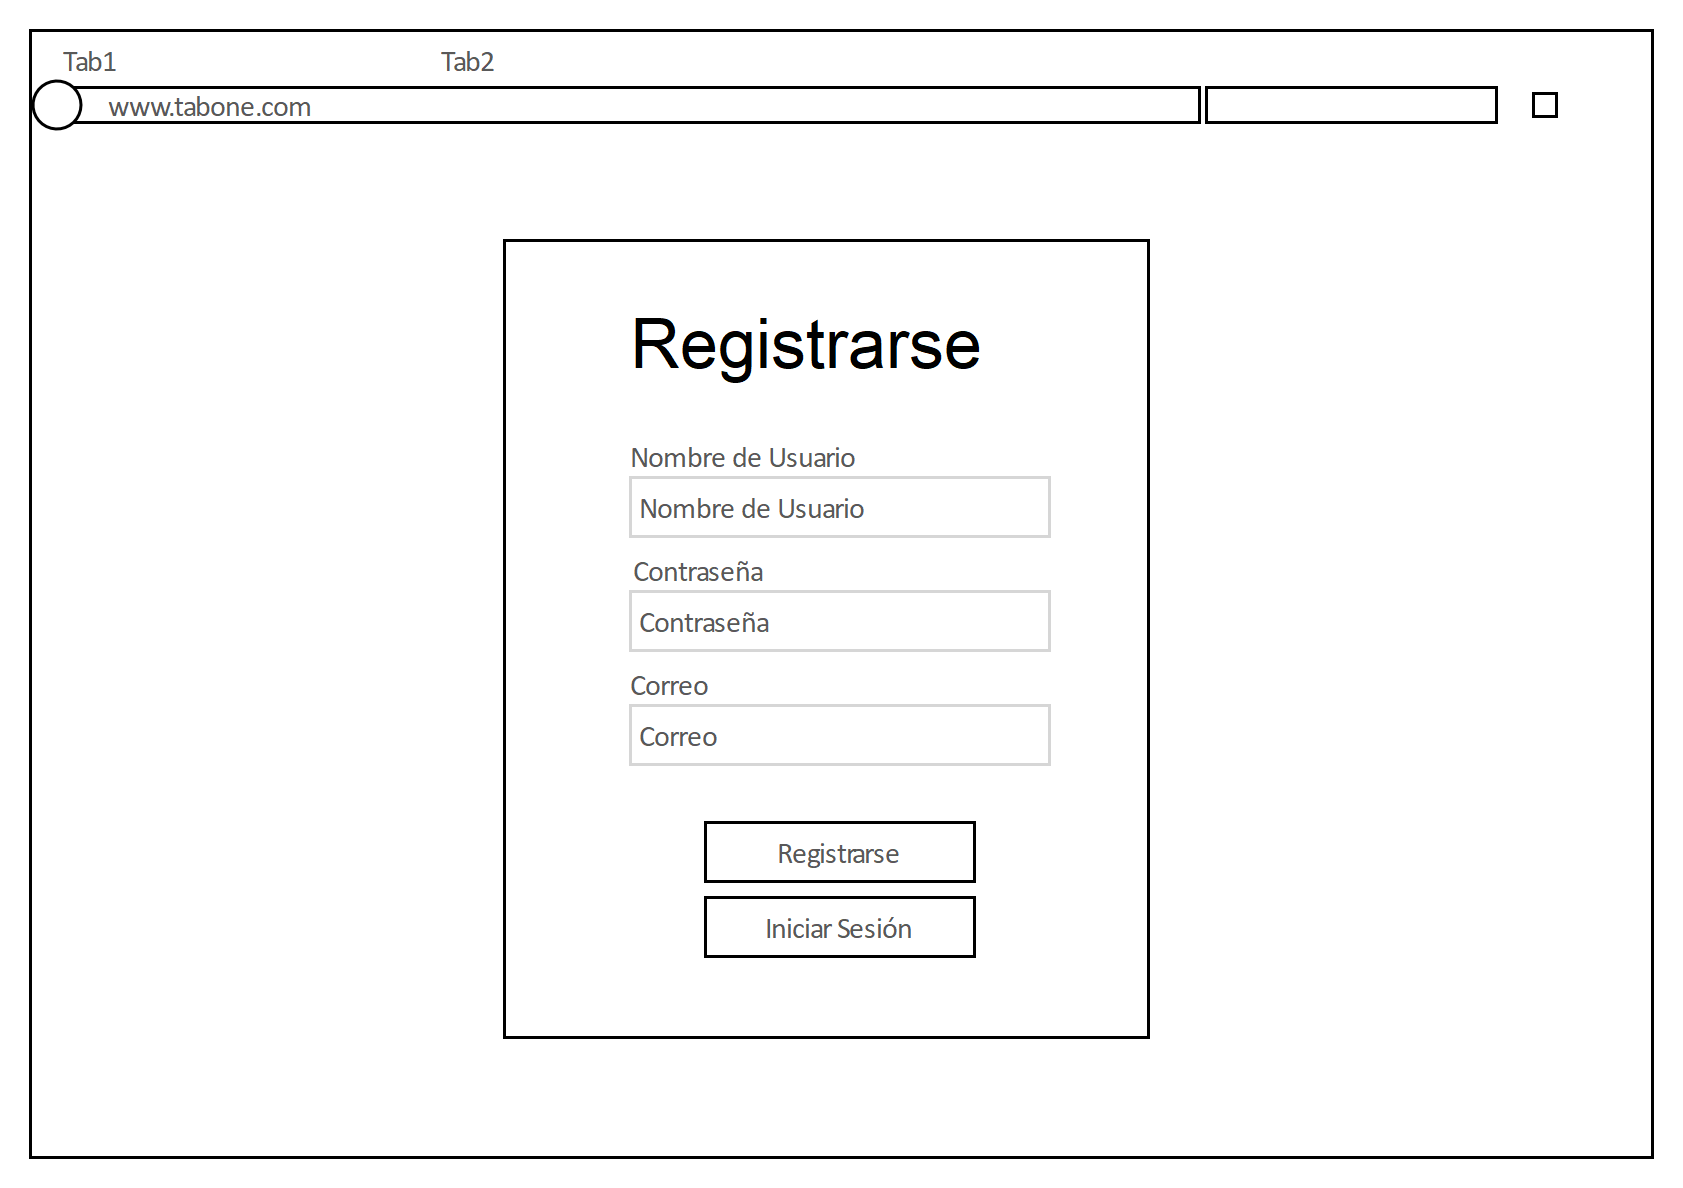 Tab1 Tab2
www.tabone.com
Registrarse
Nombre de Usuario
Nombre de Usuario
Contraseña
Contraseña
Correo
Correo
Registrarse
Iniciar Sesión